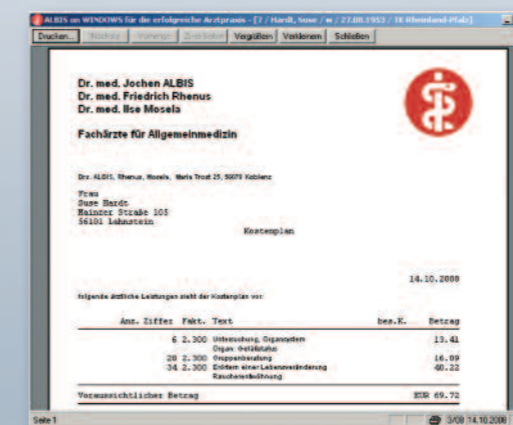 ALBIS on WINDOWS für die erfolgreiche Arztpraxis - [7 / Hardt, Suse / w / 27.08.1953 / TK Rheinland-Pfalz]
Drucken... Nächste Vorherige Zwei Seiten Vergrößern Verkleinern Schließen
Dr. med. Jochen ALBIS
Dr. med. Friedrich Rhenus
Dr. med. Ilse Mosela
Fachärzte für Allgemeinmedizin
Drs. ALBIS, Rhenus, Mosela, Maria Trost 25, 56070 Koblenz
Frau
Suse Hardt
Mainzer Straße 105
56101 Lahnstein
Kostenplan
14.10.2008
folgende ärztliche Leistungen sieht der Kostenplan vor:
Anz. Ziffer Fakt. Text bes.K. Betrag
6 2.300 Untersuchung, Organsystem 13.41
Organ: Gefäßstatus
20 2.300 Gruppenberatung 16.09
34 2.300 Erörtern einer Lebensveränderung 40.22
Raucherentwöhnung
Voraussichtlicher Betrag EUR 69.72
Seite 1 3/08 14.10.2008